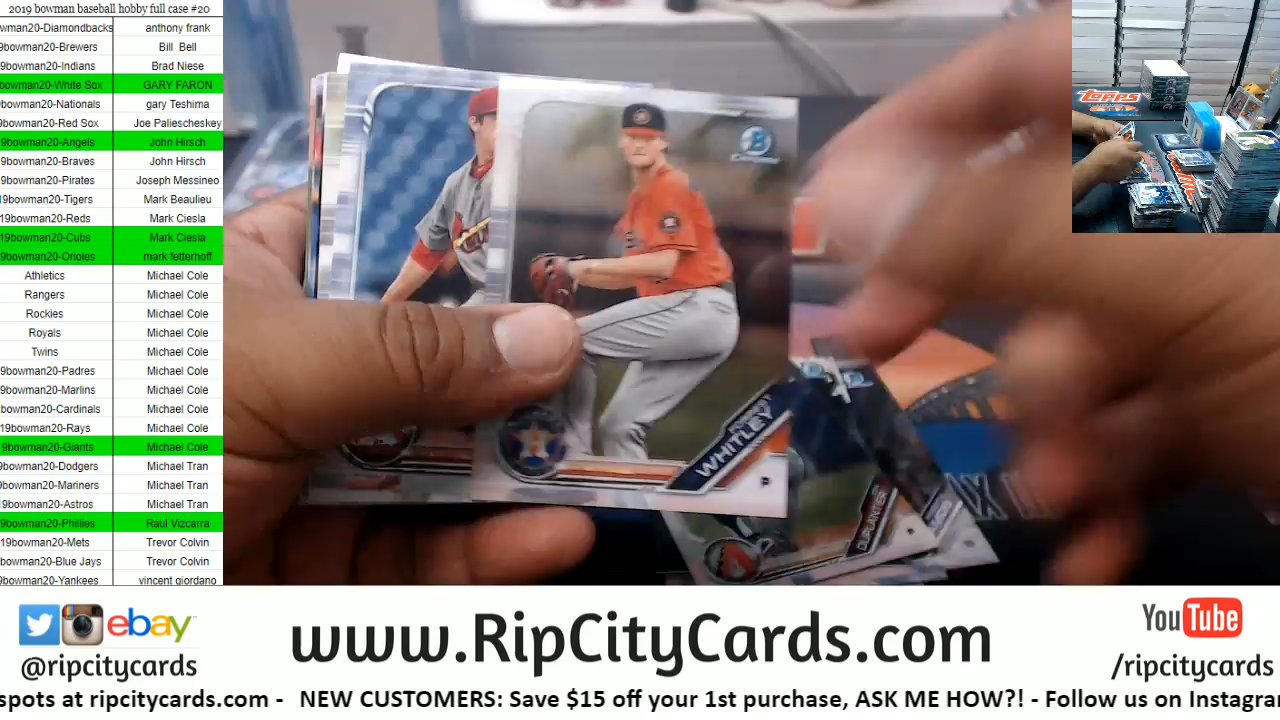 2019 bowman baseball hobby full case #20
wman20-Diamondbacks anthony frank
9bowman20-Brewers Bill Bell
9bowman20-Indians Brad Niese
bowman20-White Sox GARY FARON
bowman20-Nationals gary Teshima
9bowman20-Red Sox Joe Paliescheskey
9bowman20-Angels John Hirsch
9bowman20-Braves John Hirsch
9bowman20-Pirates Joseph Messineo
19bowman20-Tigers Mark Beaulieu
19bowman20-Reds Mark Ciesla
19bowman20-Cubs Mark Ciesla
9bowman20-Orioles mark fetterhoff
Athletics Michael Cole
Rangers Michael Cole
Rockies Michael Cole
Royals Michael Cole
Twins Michael Cole
9bowman20-Padres Michael Cole
9bowman20-Marlins Michael Cole
bowman20-Cardinals Michael Cole
19bowman20-Rays Michael Cole
9bowman20-Giants Michael Cole
9bowman20-Dodgers Michael Tran
9bowman20-Mariners Michael Tran
19bowman20-Astros Michael Tran
9bowman20-Phillies Raul Vizcarra
19bowman20-Mets Trevor Colvin
bowman20-Blue Jays Trevor Colvin
9bowman20-Yankees vincent giordano
B
WHITLEY
DUPLANTIER
TOPPS
ebay
@ripcitycards
www.RipCityCards.com
YouTube
/ripcitycards
spots at ripcitycards.com - NEW CUSTOMERS: Save $15 off your 1st purchase, ASK ME HOW?! - Follow us on Instagra